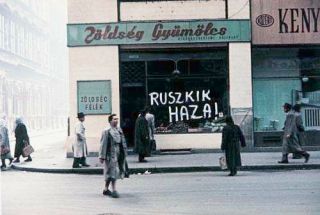 Zöldség Gyümölcs
KENY
ZÖLDSÉG
FÉLÉK
RUSZKIK
HAZA!